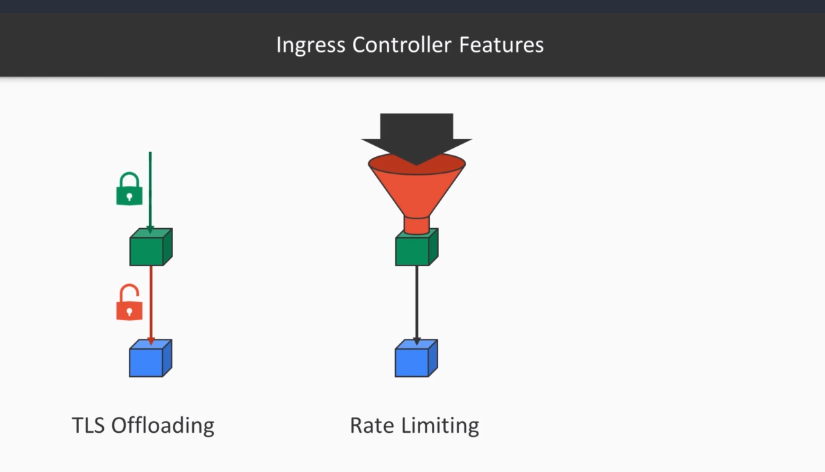 Ingress Controller Features
TLS Offloading
Rate Limiting